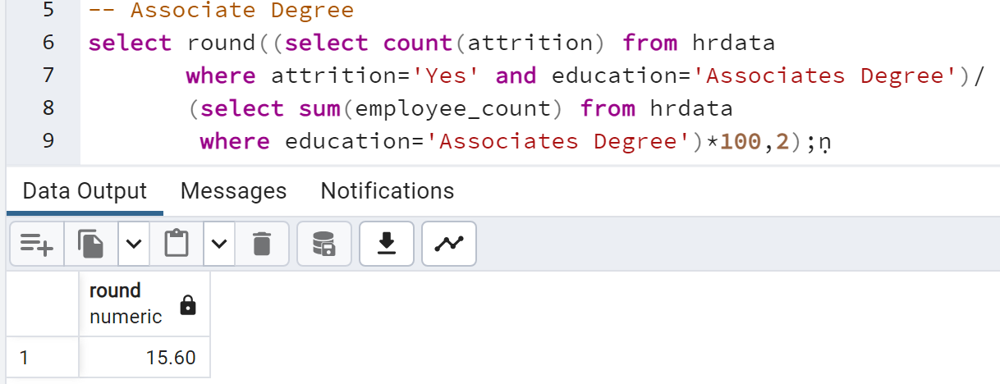 5 -- Associate Degree
6 select round((select count(attrition) from hrdata
7 where attrition='Yes' and education='Associates Degree')/
8 (select sum(employee_count) from hrdata
9 where education='Associates Degree')*100,2);ṇ
Data Output Messages Notifications
round
numeric
1 15.60